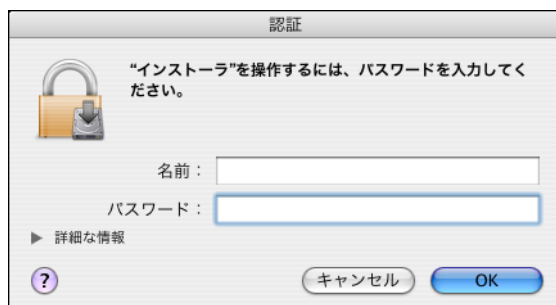 認証
“インストーラ”を操作するには、パスワードを入力してく
ださい。
名前：
パスワード：
▶ 詳細な情報
?
キャンセル
OK